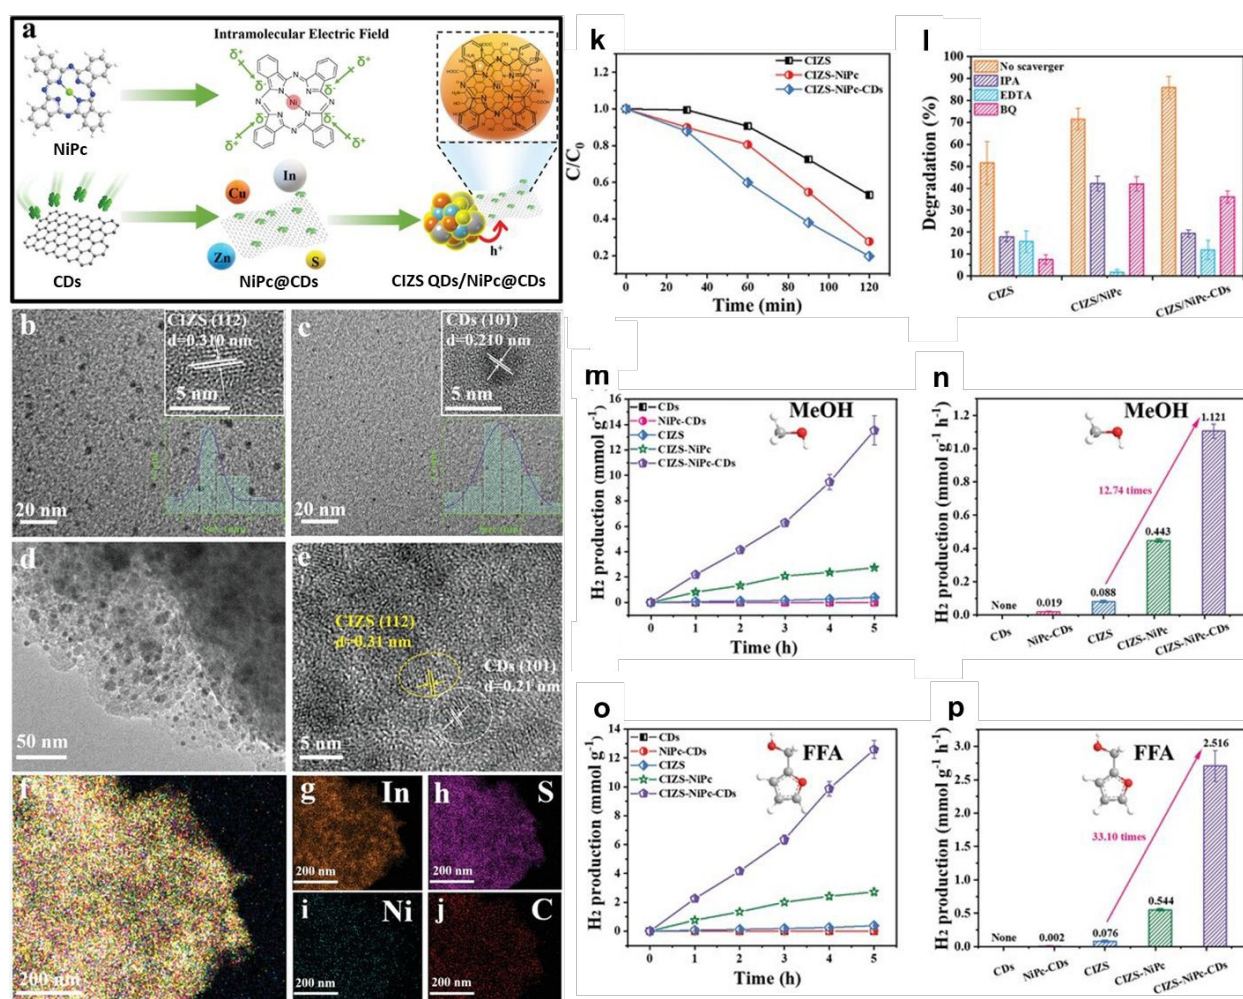 a
Intramolecular Electric Field
δ+
δ+
δ-
δ-
Ni
δ-
δ-
δ+
δ+
NiPc
Cu
In
Zn
S
h+
CDs
NiPc@CDs
CIZS QDs/NiPc@CDs
b
CIZS (112)
d=0.310 nm
5 nm
20 nm
c
CDs (101)
d=0.210 nm
5 nm
20 nm
d
50 nm
e
CIZS (112)
d=0.31 nm
CDs (101)
d=0.21 nm
5 nm
f
200 nm
g
In
200 nm
h
S
200 nm
i
Ni
200 nm
j
C
200 nm
k
CIZS
CIZS-NiPc
CIZS-NiPc-CDs
C/C0
1.2
1.0
0.8
0.6
0.4
0.2
0 20 40 60 80 100 120
Time (min)
l
No scaverger
IPA
EDTA
BQ
Degradation (%)
100
90
80
70
60
50
40
30
20
10
0
CIZS
CIZS/NiPc
CIZS/NiPc-CDs
m
CDs
NiPc-CDs
CIZS
CIZS-NiPc
CIZS-NiPc-CDs
MeOH
H2 production (mmol g-1)
16
14
12
10
8
6
4
2
0
0 1 2 3 4 5
Time (h)
n
MeOH
H2 production (mmol g-1 h-1)
1.2
1.0
0.8
0.6
0.4
0.2
0.0
12.74 times
None
0.019
0.088
0.443
1.121
CDs
NiPc-CDs
CIZS
CIZS-NiPc
CIZS-NiPc-CDs
o
CDs
NiPc-CDs
CIZS
CIZS-NiPc
CIZS-NiPc-CDs
FFA
H2 production (mmol g-1)
14
12
10
8
6
4
2
0
0 1 2 3 4 5
Time (h)
p
FFA
H2 production (mmol g-1 h-1)
3.0
2.5
2.0
1.5
1.0
0.5
0.0
33.10 times
None
0.002
0.076
0.544
2.516
CDs
NiPc-CDs
CIZS
CIZS-NiPc
CIZS-NiPc-CDs